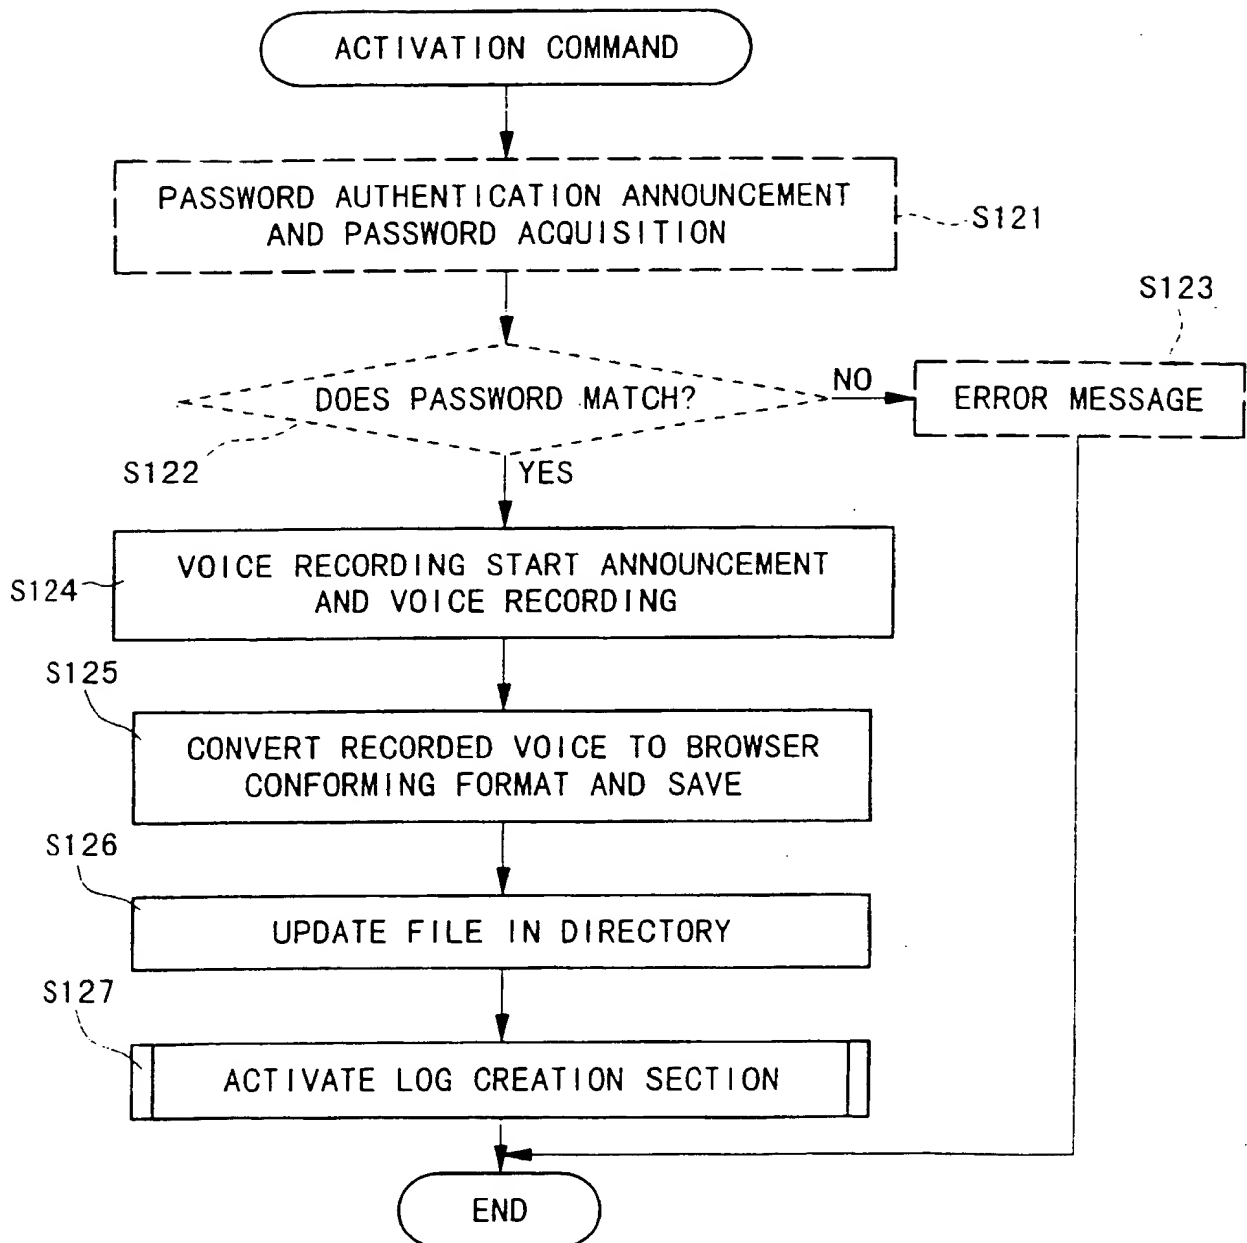 ACTIVATION COMMAND
PASSWORD AUTHENTICATION ANNOUNCEMENT
AND PASSWORD ACQUISITION
S121
S123
DOES PASSWORD MATCH?
NO
ERROR MESSAGE
S122
YES
VOICE RECORDING START ANNOUNCEMENT
AND VOICE RECORDING
S124
S125
CONVERT RECORDED VOICE TO BROWSER
CONFORMING FORMAT AND SAVE
S126
UPDATE FILE IN DIRECTORY
S127
ACTIVATE LOG CREATION SECTION
END